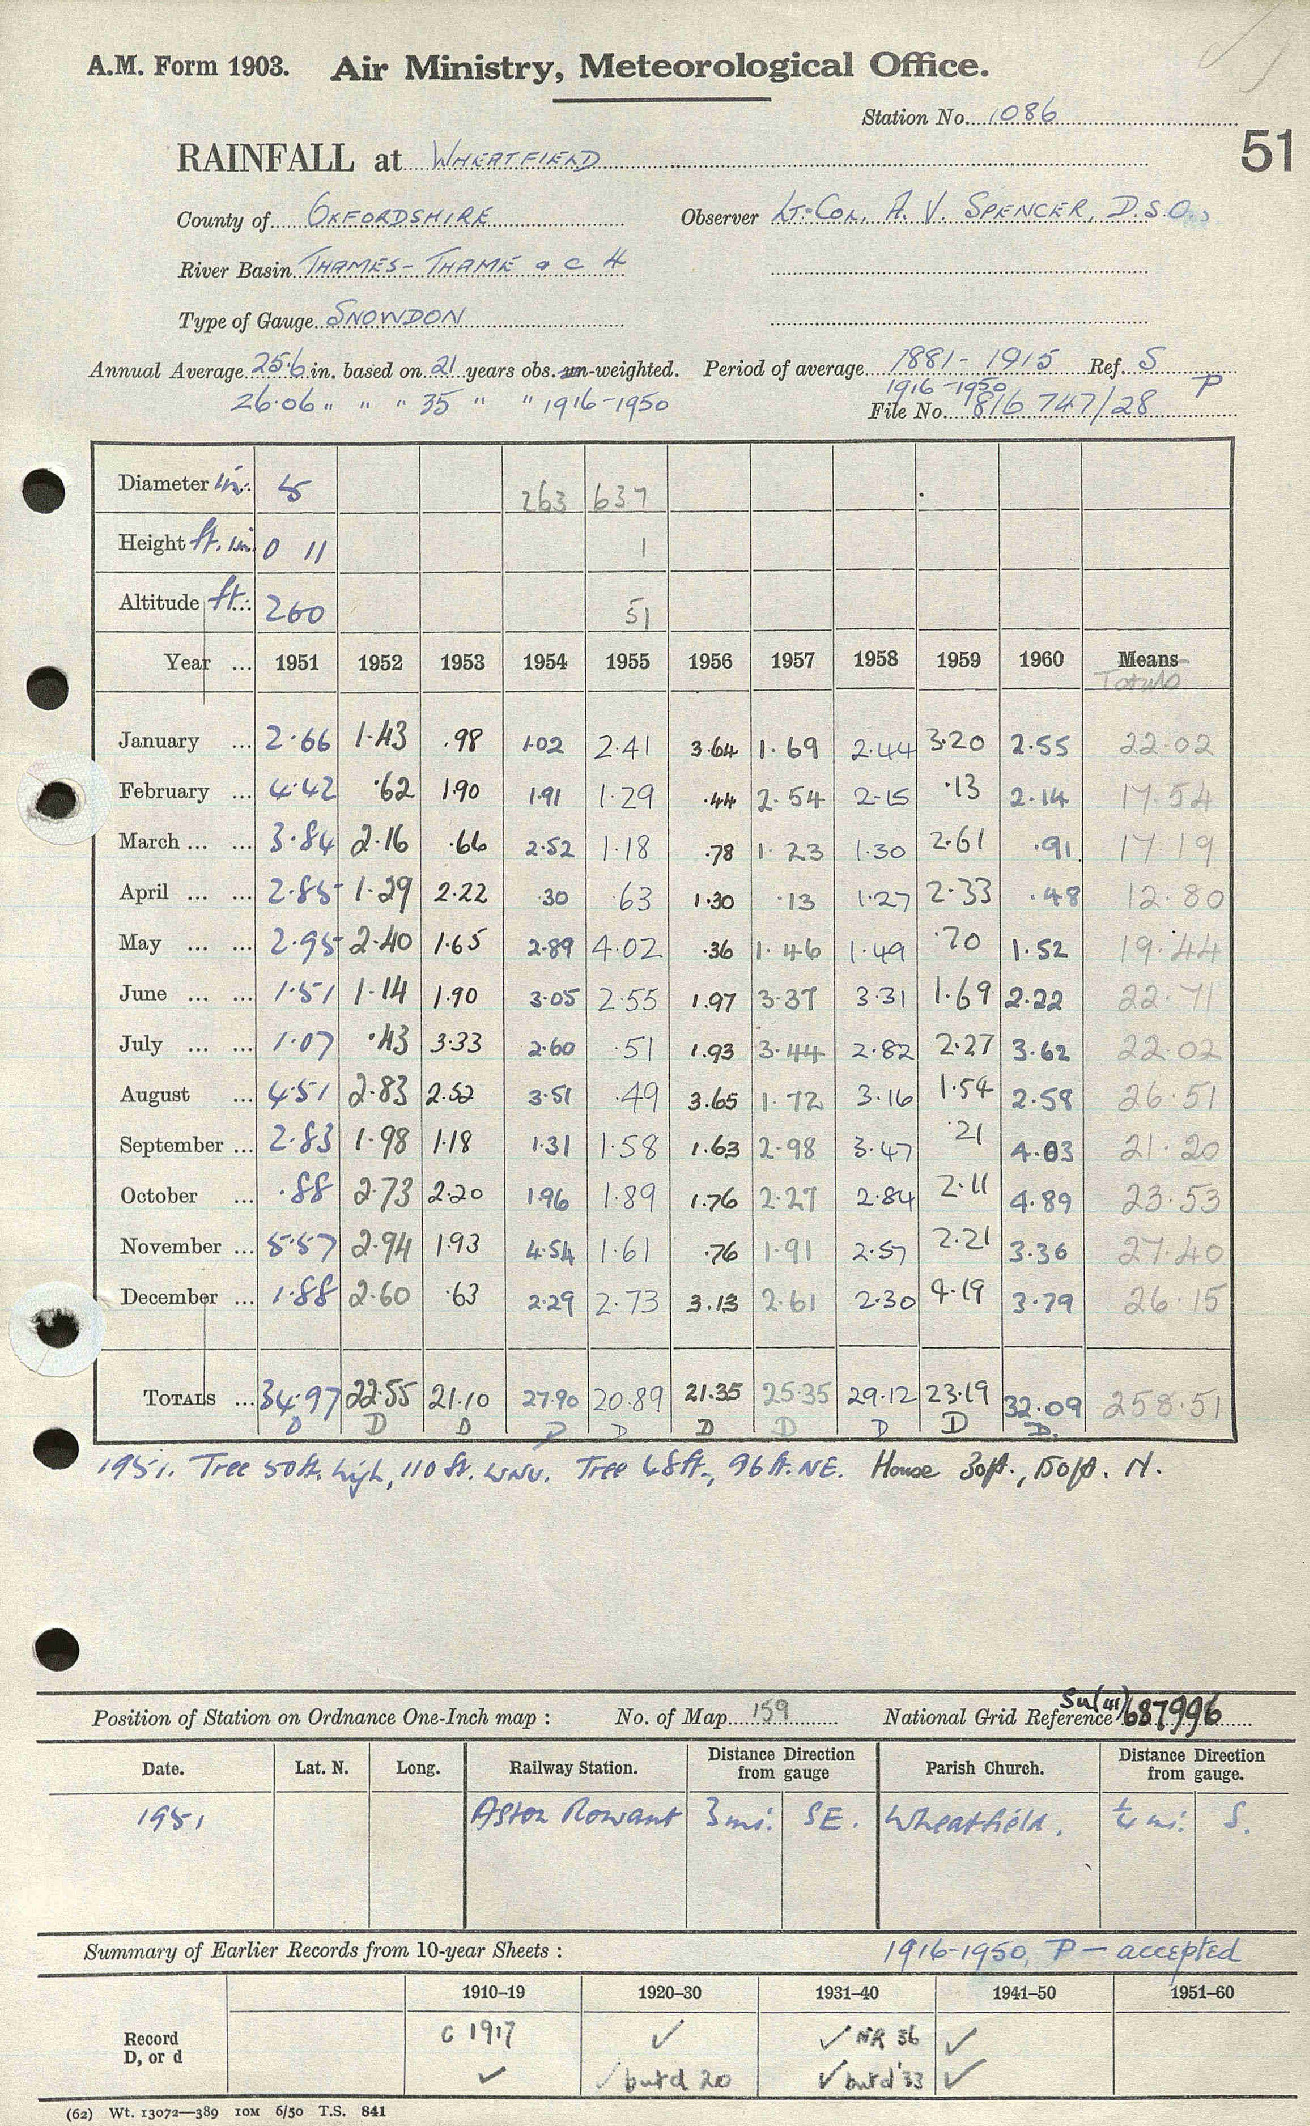 A.M. Form 1903. Air Ministry, Meteorological Office.
Station No. 1086
51
RAINFALL at WHEATFIELD
County of OXFORDSHIRE Observer LT-COL. A. V. SPENCER, D.S.O.
River Basin THAMES - THAME a c 4
Type of Gauge SNOWDON
Annual Average 25.6 in. based on 21 years obs. un-weighted. Period of average 1881 - 1915 Ref. S
26.06 " " " 35 " " 1916-1950 1916-1950 P
File No. 816 747/28
Diameter in. 5 263 637
Height ft. in. 0 11 1
Altitude ft. 260 51
Year ... 1951 1952 1953 1954 1955 1956 1957 1958 1959 1960 Means
Totals
January ... 2.66 1.43 .98 1.02 2.41 3.64 1.69 2.44 3.20 2.55 22.02
February ... 4.42 .62 1.90 1.91 1.29 .44 2.54 2.15 .13 2.14 17.54
March ... ... 3.84 2.16 .66 2.52 1.18 .78 1.23 1.30 2.61 .91 17.19
April ... ... 2.85 1.29 2.22 .30 .63 1.30 .13 1.27 2.33 .48 12.80
May ... ... 2.95 2.40 1.65 2.89 4.02 .36 1.46 1.49 .70 1.52 19.44
June ... ... 1.51 1.14 1.90 3.05 2.55 1.97 3.37 3.31 1.69 2.22 22.71
July ... ... 1.07 .43 3.33 2.60 .51 1.93 3.44 2.82 2.27 3.62 22.02
August ... 4.51 2.83 2.52 3.51 .49 3.65 1.72 3.16 1.54 2.58 26.51
September ... 2.83 1.98 1.18 1.31 1.58 1.63 2.98 3.47 .21 4.03 21.20
October ... .88 2.73 2.20 1.96 1.89 1.76 2.27 2.84 2.11 4.89 23.53
November ... 5.57 2.94 1.93 4.54 1.61 .76 1.91 2.57 2.21 3.36 27.40
December ... 1.88 2.60 .63 2.29 2.73 3.13 2.61 2.30 4.19 3.79 26.15
TOTALS ... 34.97 22.55 21.10 27.90 20.89 21.35 25.35 29.12 23.19 32.09 258.51
D D D D D D D D D D.
1951. Tree 50ft. high, 110 ft. WNW. Tree 68ft., 96ft. NE. House 30ft., 150ft. N.
Position of Station on Ordnance One-Inch map : No. of Map 159 National Grid Reference SU(41) 687996
Date. Lat. N. Long. Railway Station. Distance from gauge Direction Parish Church. Distance Direction from gauge.
1951 Aston Rowant 3 mi. SE. Wheatfield. ¼ mi. S.
Summary of Earlier Records from 10-year Sheets : 1916-1950, P - accepted
1910–19 1920–30 1931–40 1941–50 1951–60
Record C 1917 ✓ ✓ NR 36 ✓
D, or d ✓ ✓ but d 20 ✓ but d '33 ✓
(62) Wt. 13072—389 10M 6/50 T.S. 841